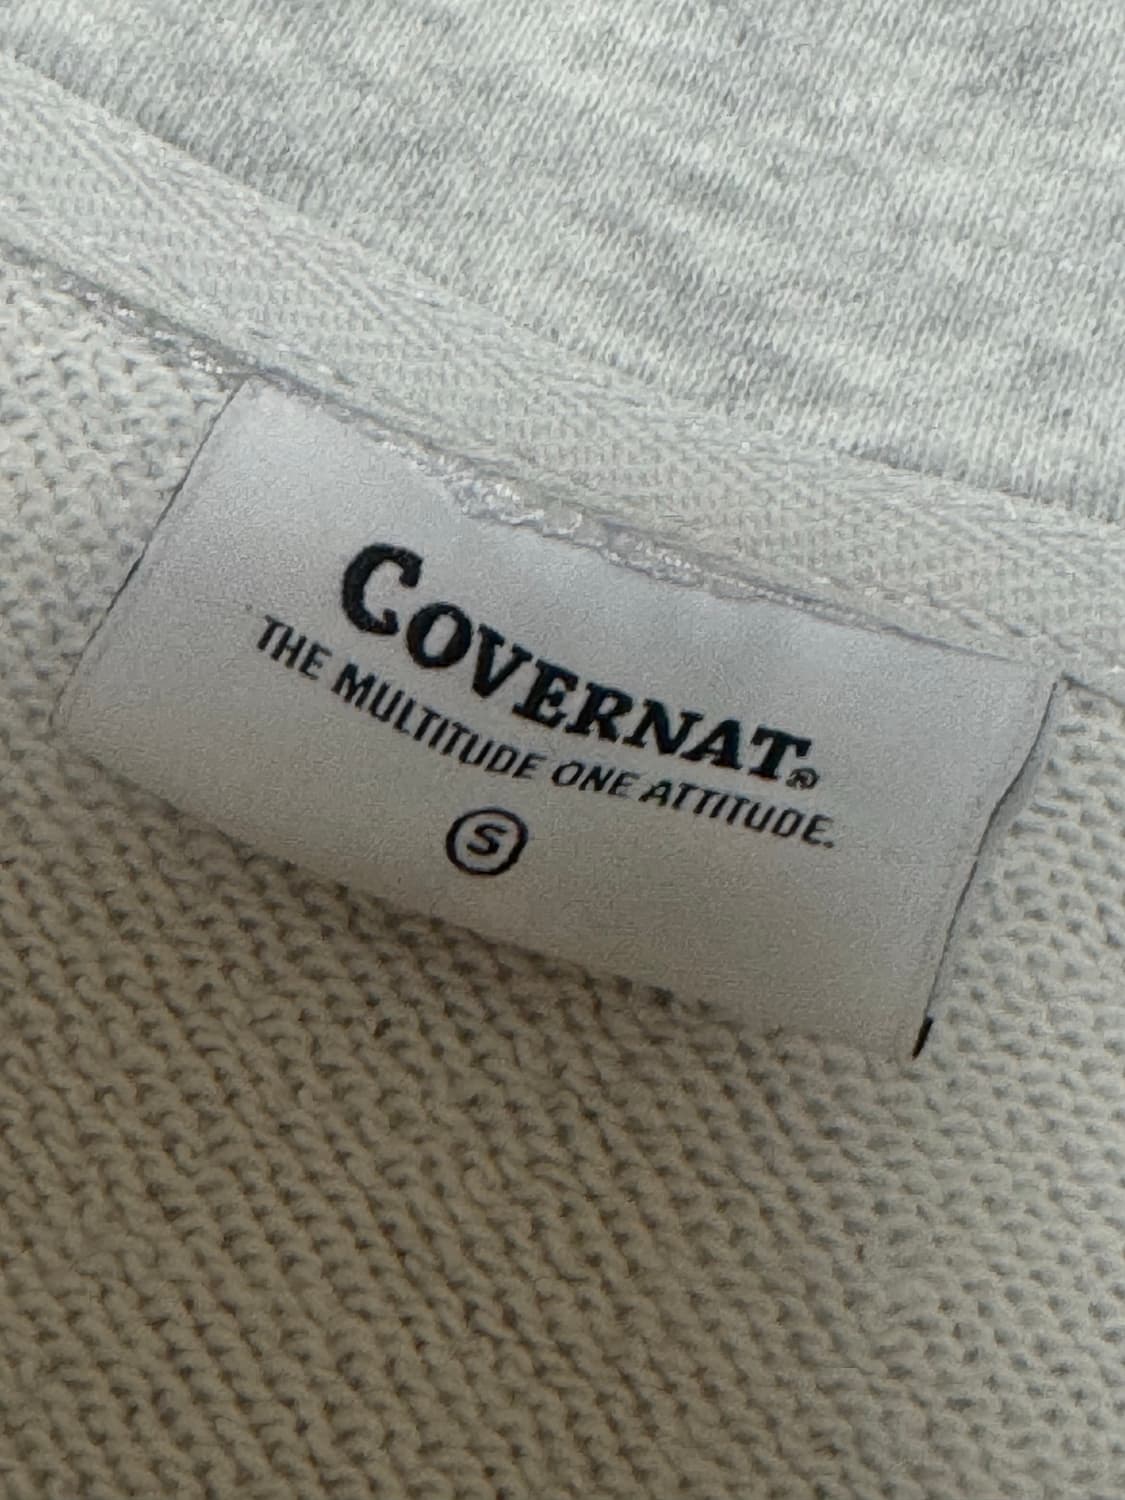 COVERNAT®
THE MULTITUDE ONE ATTITUDE.
S